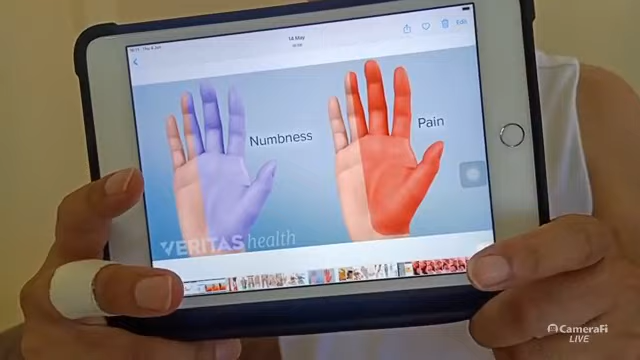 14 May
Edit
Numbness
Pain
VERITAS health
CameraFi
LIVE